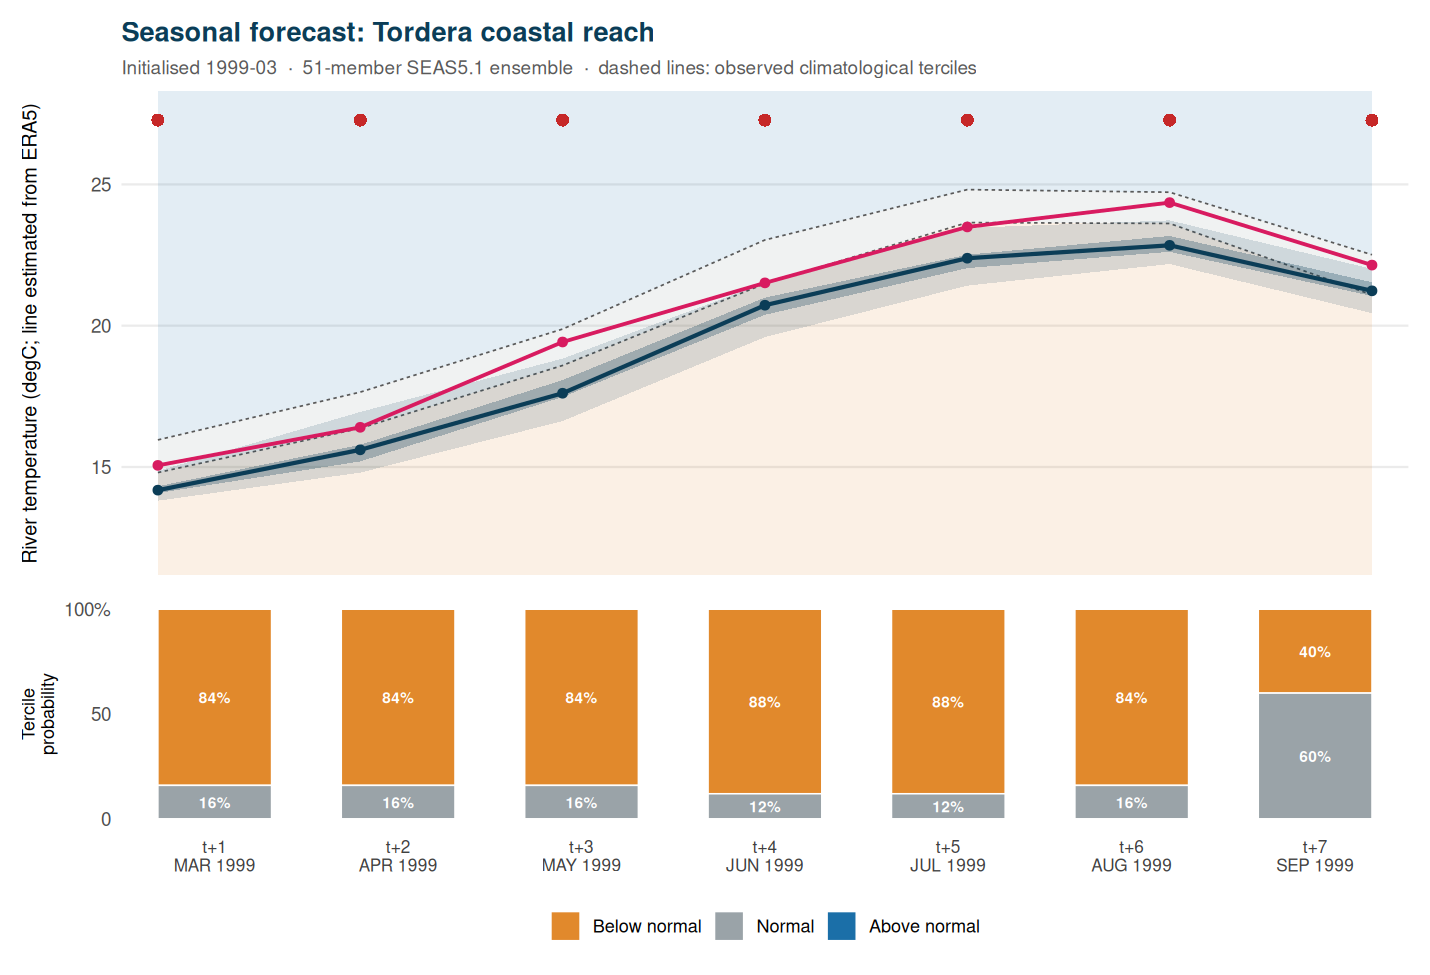 Seasonal forecast: Tordera coastal reach
Initialised 1999-03 · 51-member SEAS5.1 ensemble · dashed lines: observed climatological terciles
River temperature (degC; line estimated from ERA5)
25
20
15
Tercile
probability
100%
50
0
84% 84% 84% 88% 88% 84% 40%
16% 16% 16% 12% 12% 16% 60%
t+1 t+2 t+3 t+4 t+5 t+6 t+7
MAR 1999 APR 1999 MAY 1999 JUN 1999 JUL 1999 AUG 1999 SEP 1999
Below normal Normal Above normal